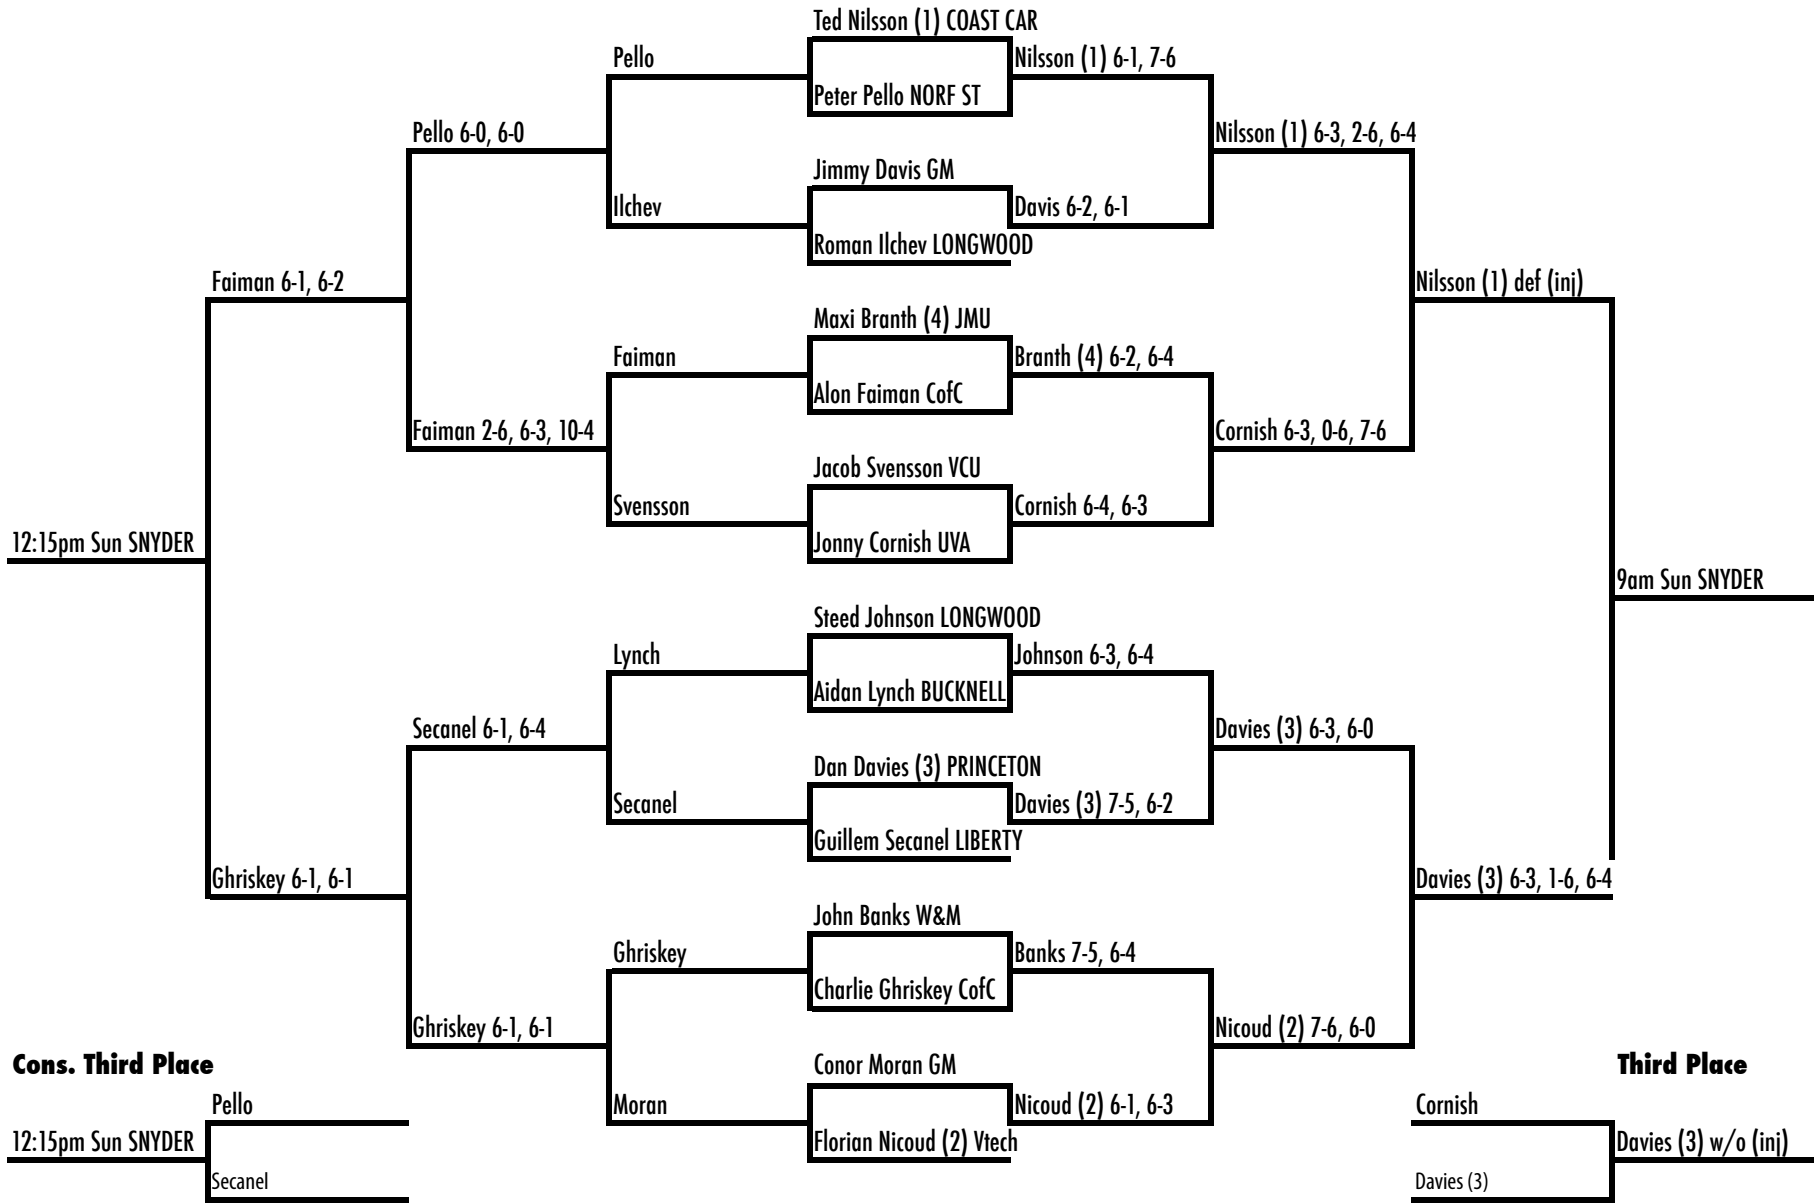 Ted Nilsson (1) COAST CAR
Pello
Nilsson (1) 6-1, 7-6
Peter Pello NORF ST
Pello 6-0, 6-0
Nilsson (1) 6-3, 2-6, 6-4
Jimmy Davis GM
Ilchev
Davis 6-2, 6-1
Roman Ilchev LONGWOOD
Faiman 6-1, 6-2
Nilsson (1) def (inj)
Maxi Branth (4) JMU
Faiman
Branth (4) 6-2, 6-4
Alon Faiman CofC
Faiman 2-6, 6-3, 10-4
Cornish 6-3, 0-6, 7-6
Jacob Svensson VCU
Svensson
Cornish 6-4, 6-3
12:15pm Sun SNYDER
Jonny Cornish UVA
9am Sun SNYDER
Steed Johnson LONGWOOD
Lynch
Johnson 6-3, 6-4
Aidan Lynch BUCKNELL
Secanel 6-1, 6-4
Davies (3) 6-3, 6-0
Dan Davies (3) PRINCETON
Secanel
Davies (3) 7-5, 6-2
Guillem Secanel LIBERTY
Ghriskey 6-1, 6-1
Davies (3) 6-3, 1-6, 6-4
John Banks W&M
Ghriskey
Banks 7-5, 6-4
Charlie Ghriskey CofC
Ghriskey 6-1, 6-1
Nicoud (2) 7-6, 6-0
Cons. Third Place
Conor Moran GM
Third Place
Pello
Moran
Nicoud (2) 6-1, 6-3
Cornish
12:15pm Sun SNYDER
Florian Nicoud (2) Vtech
Davies (3) w/o (inj)
Secanel
Davies (3)